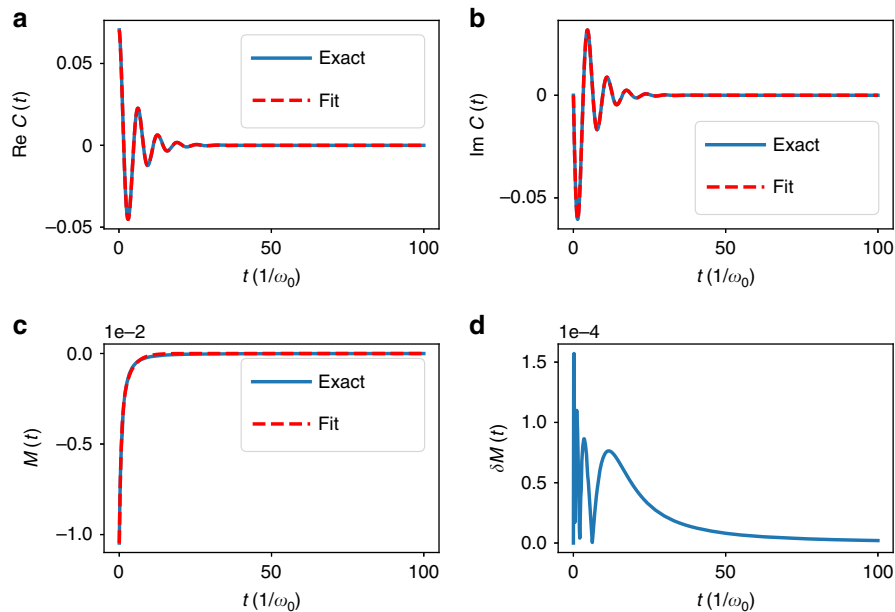 a
Re C (t)
0.05
0
−0.05
Exact
Fit
0
50
100
t (1/ω0)
b
Im C (t)
0
−0.05
Exact
Fit
0
50
100
t (1/ω0)
c
1e−2
M (t)
0.0
−0.5
−1.0
Exact
Fit
0
50
100
t (1/ω0)
d
1e−4
δM (t)
1.5
1.0
0.5
0.0
0
50
100
t (1/ω0)